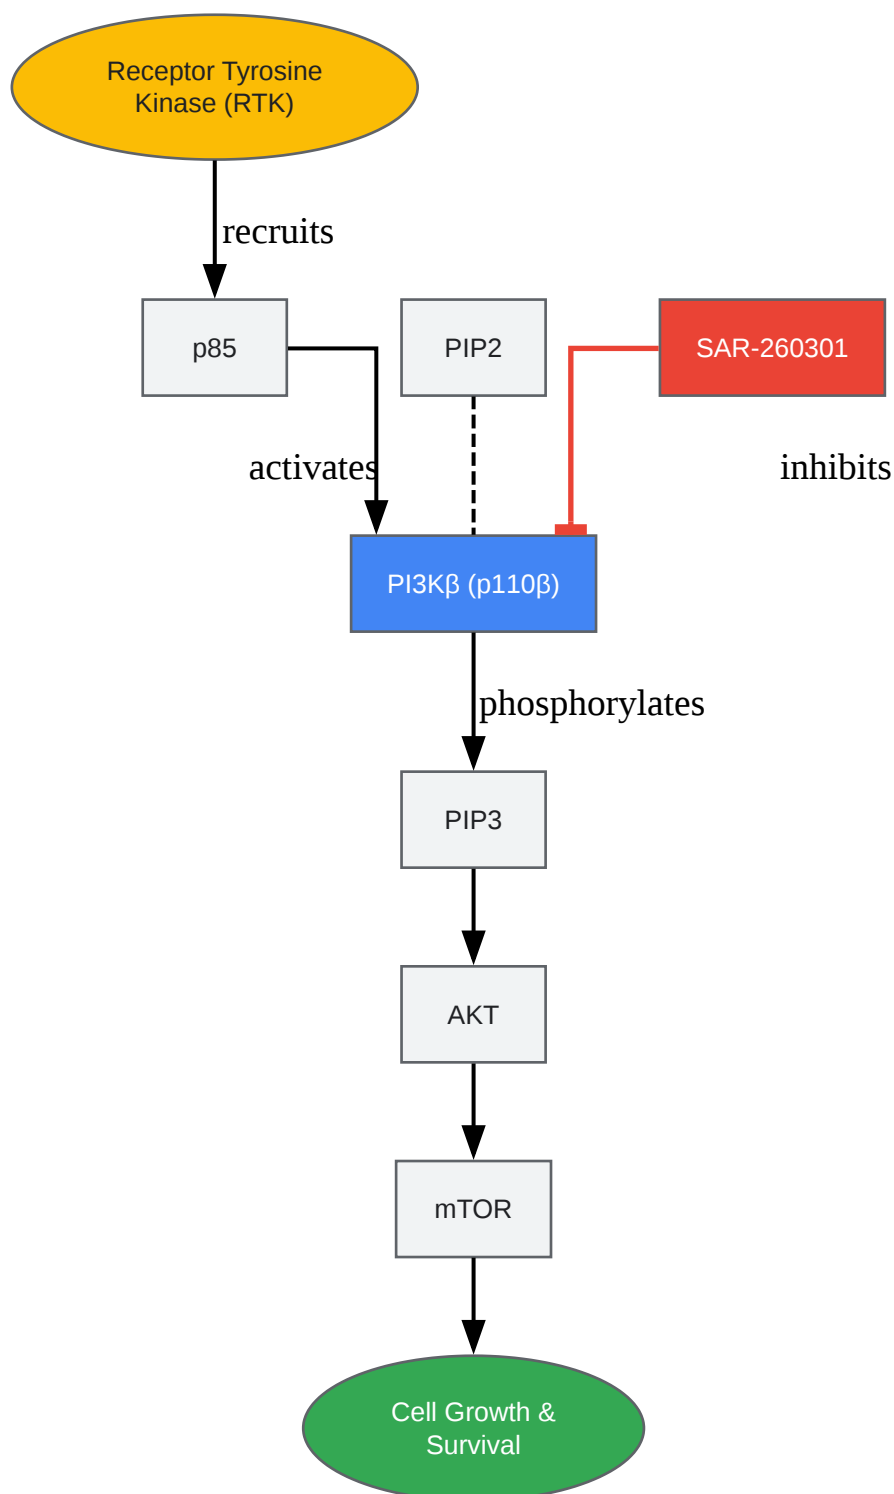 Receptor Tyrosine
Kinase (RTK)
recruits
p85
PIP2
SAR-260301
activates
inhibits
PI3Kβ (p110β)
phosphorylates
PIP3
AKT
mTOR
Cell Growth &
Survival